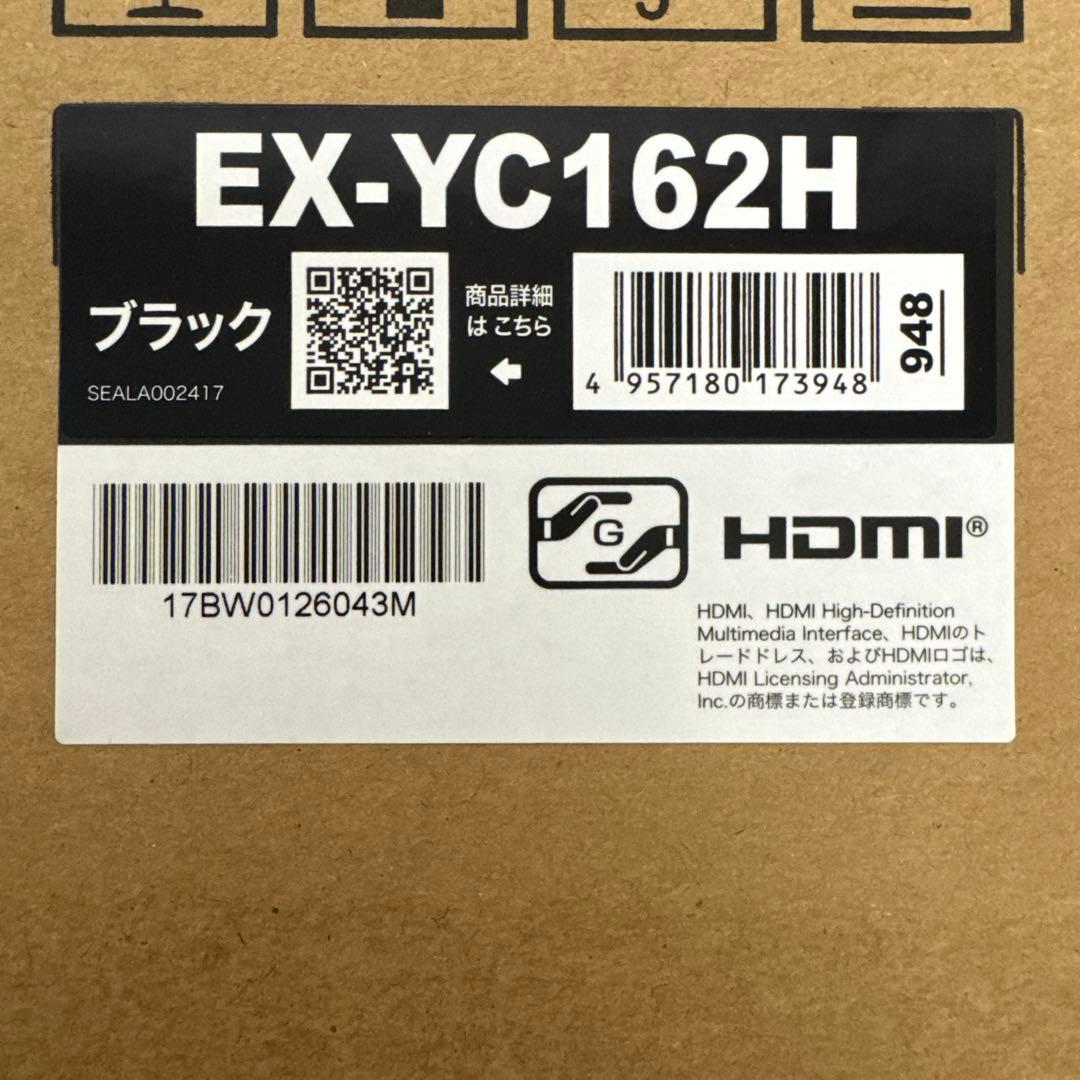 EX-YC162H
ブラック
SEALA002417
商品詳細
は こちら
4 957180 173948
948
17BW0126043M
G
HDMI®
HDMI、HDMI High-Definition
Multimedia Interface、HDMIのト
レードドレス、およびHDMIロゴは、
HDMI Licensing Administrator,
Inc.の商標または登録商標です。